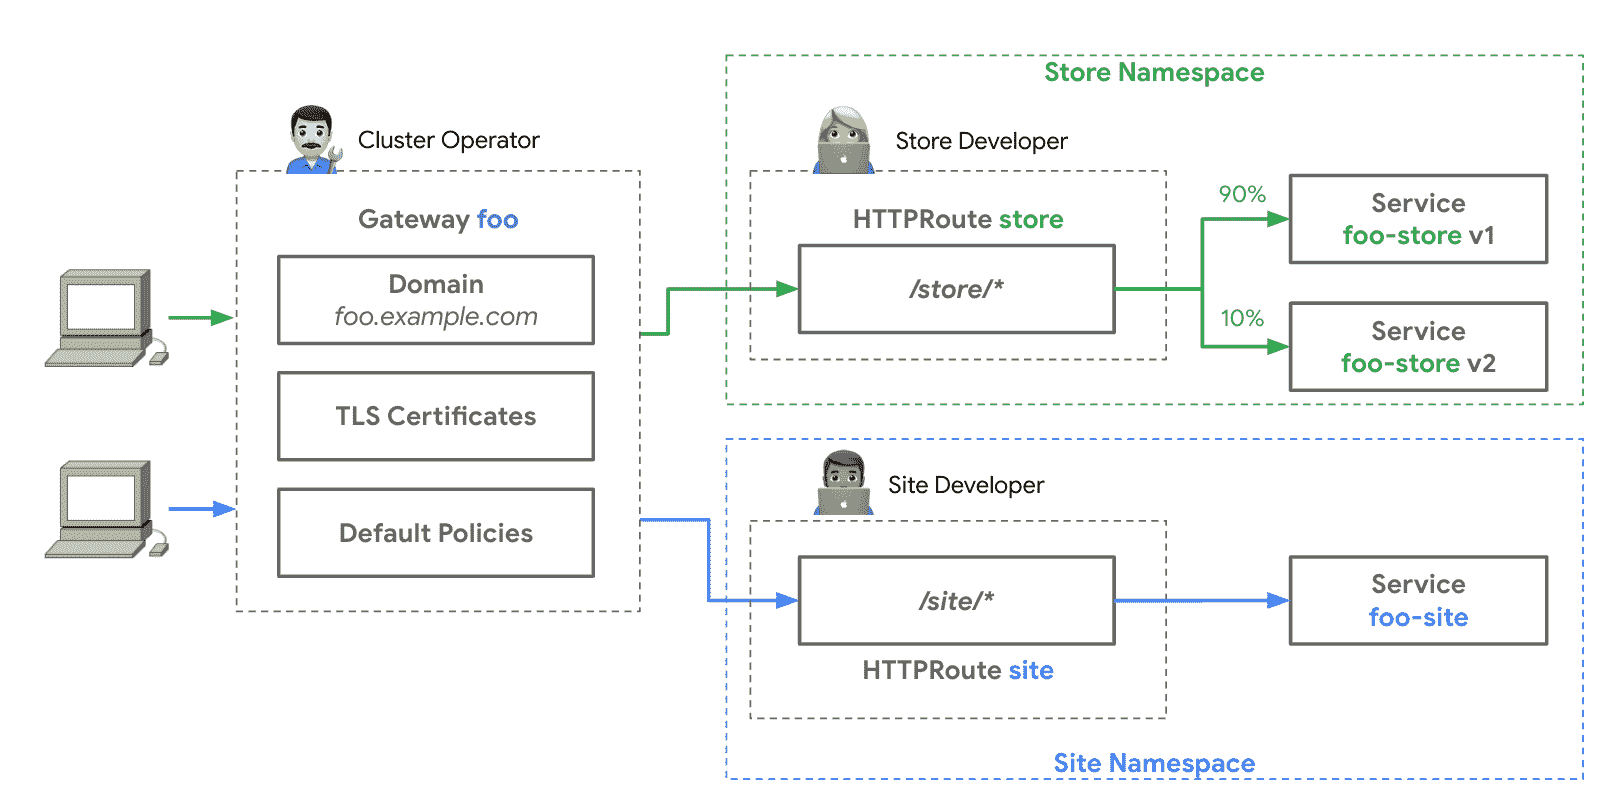 Store Namespace
Cluster Operator
Store Developer
Gateway foo
Domain
foo.example.com
TLS Certificates
Default Policies
HTTPRoute store
/store/*
90%
Service
foo-store v1
10%
Service
foo-store v2
Site Developer
/site/*
HTTPRoute site
Service
foo-site
Site Namespace